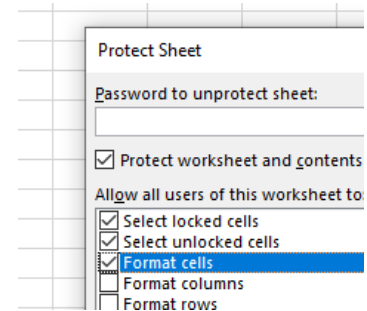 Protect Sheet
Password to unprotect sheet:
Protect worksheet and contents
Allow all users of this worksheet to:
Select locked cells
Select unlocked cells
Format cells
Format columns
Format rows